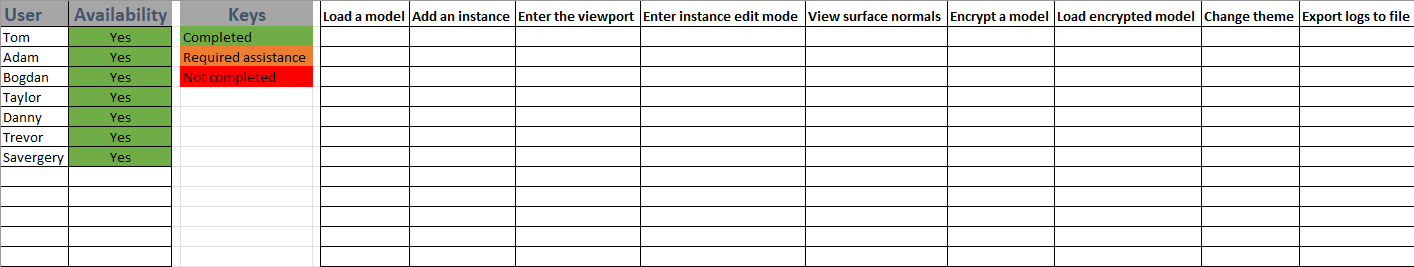 User Availability Keys Load a model Add an instance Enter the viewport Enter instance edit mode View surface normals Encrypt a model Load encrypted model Change theme Export logs to file
Tom Yes Completed
Adam Yes Required assistance
Bogdan Yes Not completed
Taylor Yes
Danny Yes
Trevor Yes
Savergery Yes